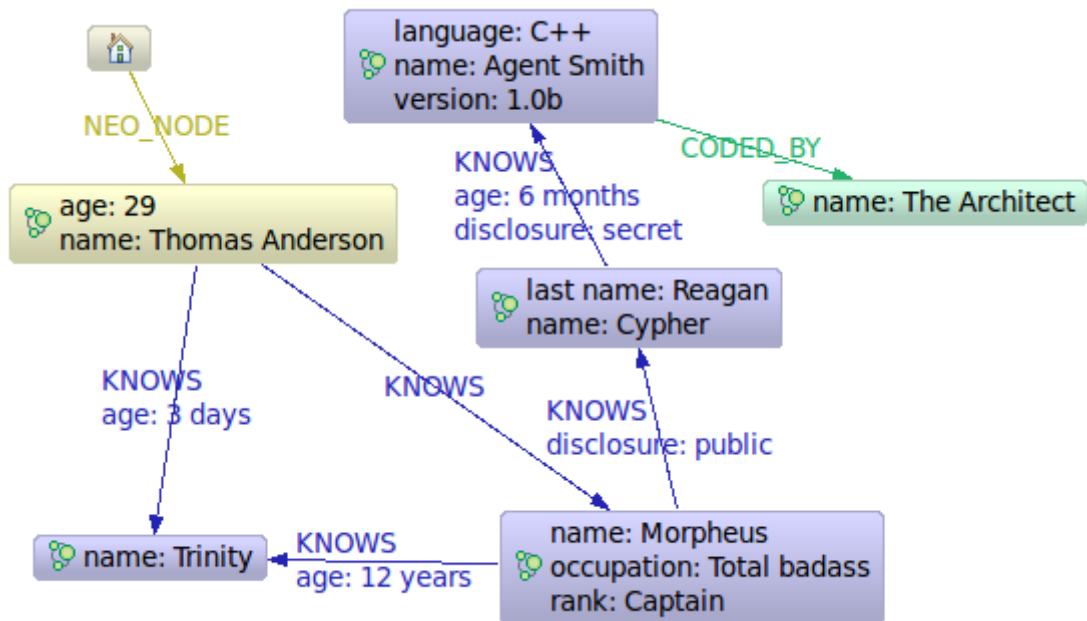 language: C++
name: Agent Smith
version: 1.0b
NEO_NODE
CODED_BY
KNOWS
age: 6 months
disclosure: secret
age: 29
name: Thomas Anderson
name: The Architect
last name: Reagan
name: Cypher
KNOWS
age: 3 days
KNOWS
KNOWS
disclosure: public
name: Trinity
KNOWS
age: 12 years
name: Morpheus
occupation: Total badass
rank: Captain